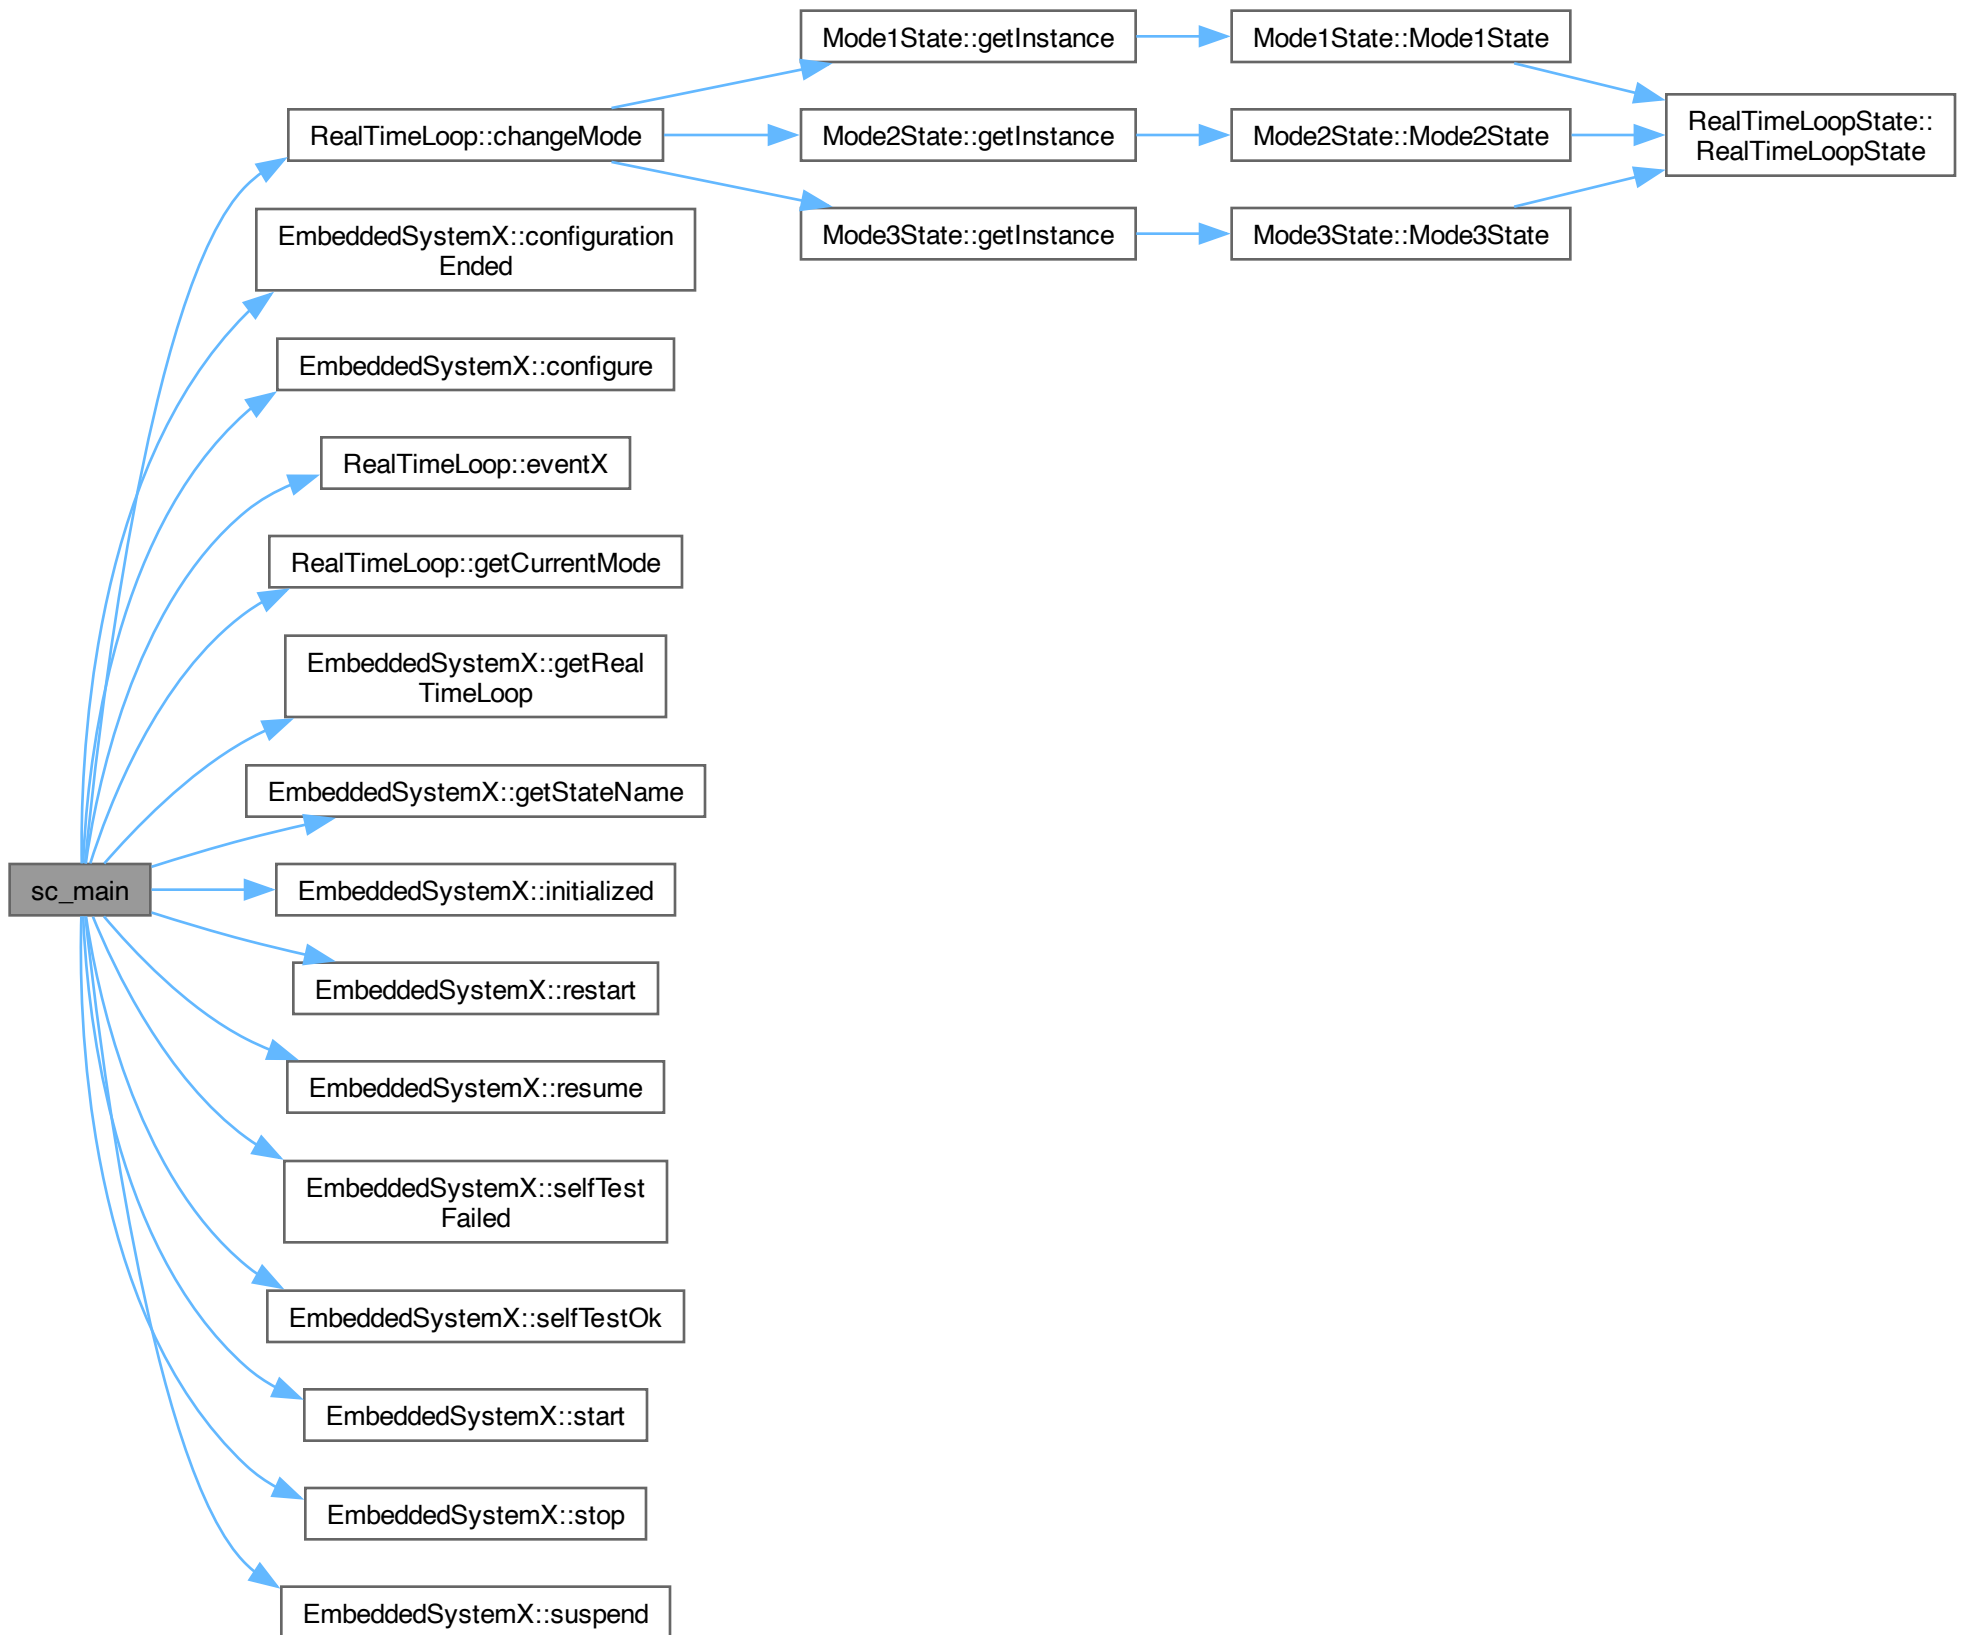 Mode1State::getInstance
Mode1State::Mode1State
RealTimeLoop::changeMode
Mode2State::getInstance
Mode2State::Mode2State
RealTimeLoopState::
RealTimeLoopState
Mode3State::getInstance
Mode3State::Mode3State
EmbeddedSystemX::configuration
Ended
EmbeddedSystemX::configure
RealTimeLoop::eventX
RealTimeLoop::getCurrentMode
EmbeddedSystemX::getReal
TimeLoop
EmbeddedSystemX::getStateName
sc_main
EmbeddedSystemX::initialized
EmbeddedSystemX::restart
EmbeddedSystemX::resume
EmbeddedSystemX::selfTest
Failed
EmbeddedSystemX::selfTestOk
EmbeddedSystemX::start
EmbeddedSystemX::stop
EmbeddedSystemX::suspend